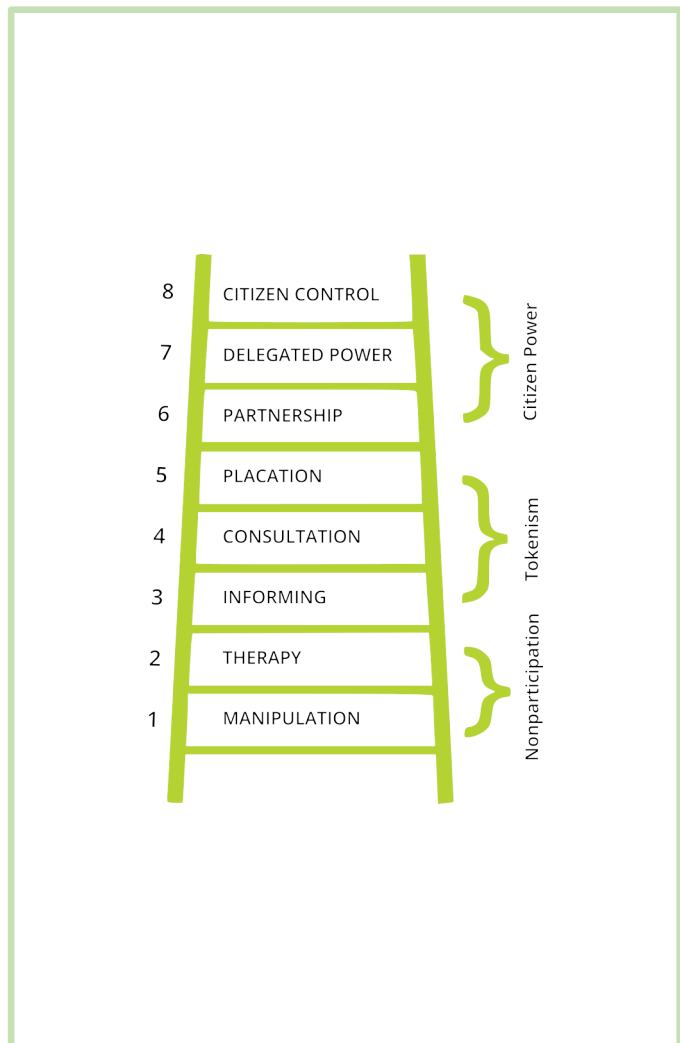 8 CITIZEN CONTROL
7 DELEGATED POWER
6 PARTNERSHIP
Citizen Power
5 PLACATION
4 CONSULTATION
3 INFORMING
Tokenism
2 THERAPY
1 MANIPULATION
Nonparticipation